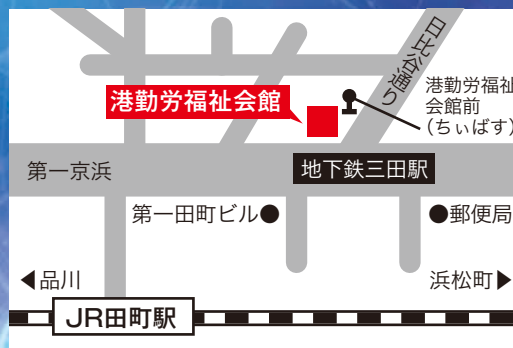 日比谷通り
港勤労福祉会館
港勤労福祉
会館前
(ちぃばす)
第一京浜
地下鉄三田駅
第一田町ビル●
●郵便局
◀品川
浜松町▶
JR田町駅